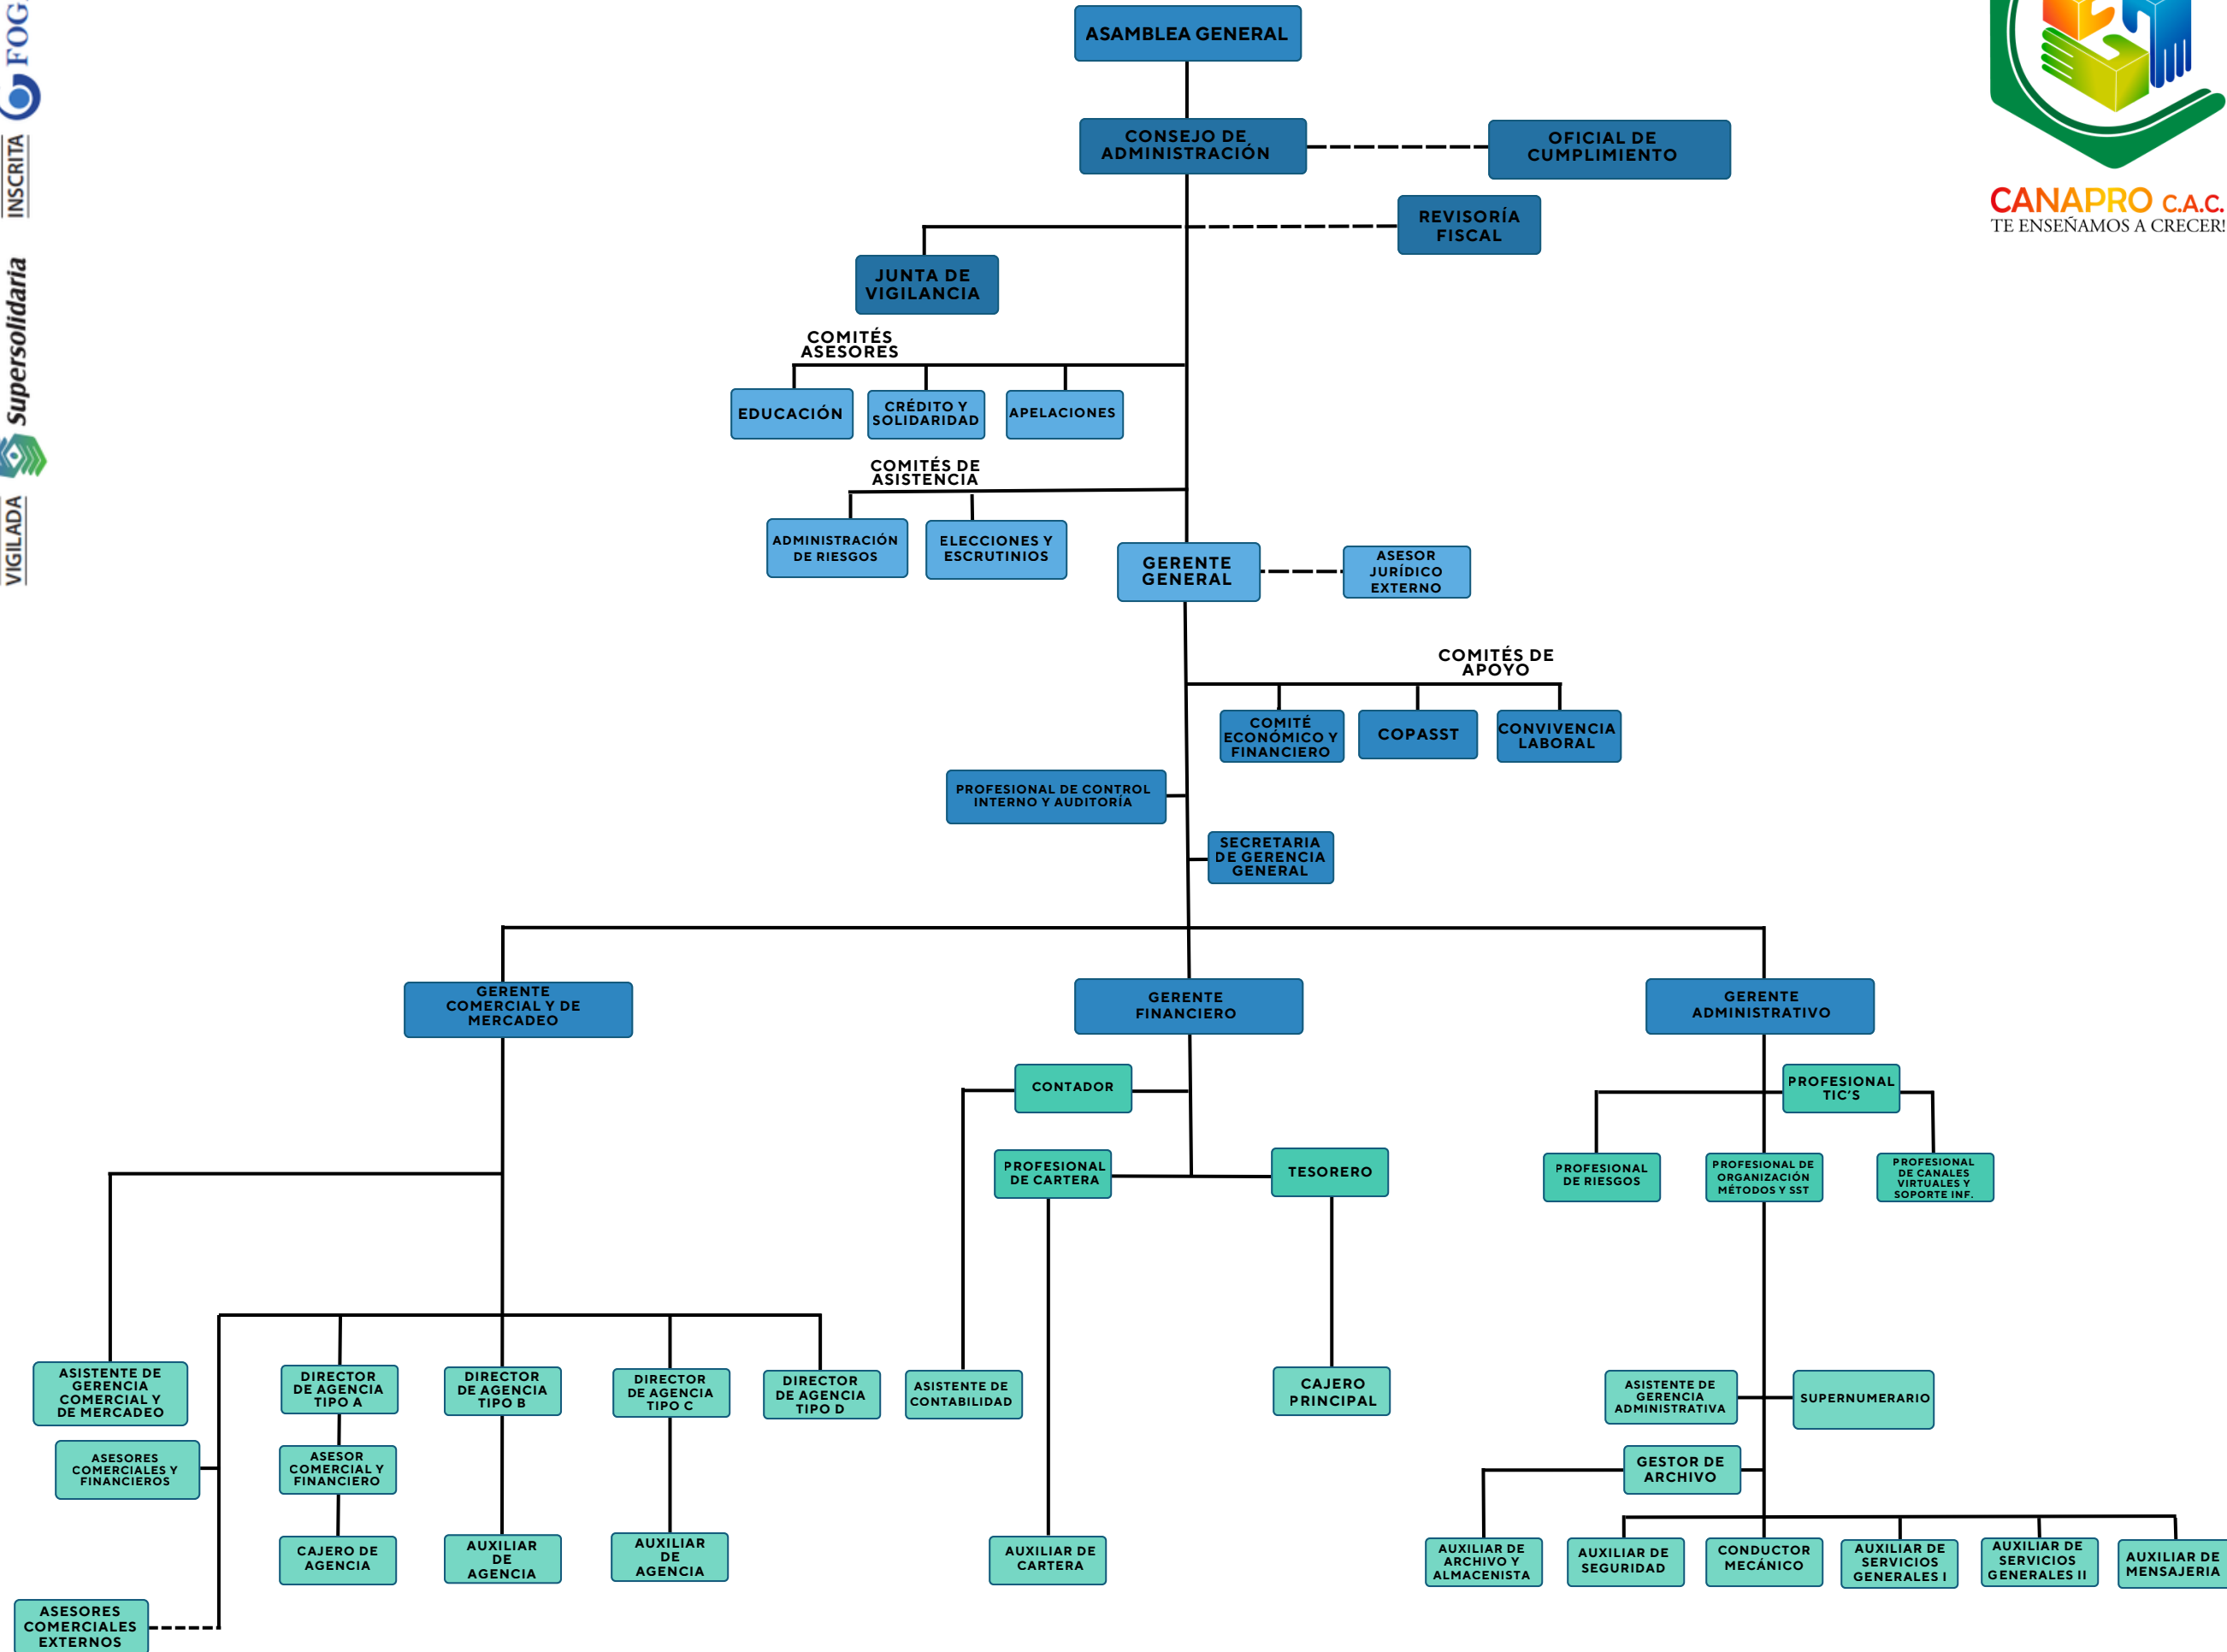 ASAMBLEA GENERAL
CONSEJO DE
ADMINISTRACIÓN
OFICIAL DE
CUMPLIMIENTO
REVISORÍA
FISCAL
JUNTA DE
VIGILANCIA
CANAPRO C.A.C.
TE ENSEÑAMOS A CRECER!
INSCRITA
VIGILADA Supersolidaria
COMITÉS
ASESORES
EDUCACIÓN
CRÉDITO Y
SOLIDARIDAD
APELACIONES
COMITÉS DE
ASISTENCIA
ADMINISTRACIÓN
DE RIESGOS
ELECCIONES Y
ESCRUTINIOS
GERENTE
GENERAL
ASESOR
JURÍDICO
EXTERNO
COMITÉS DE
APOYO
COMITÉ
ECONÓMICO Y
FINANCIERO
COPASST
CONVIVENCIA
LABORAL
PROFESIONAL DE CONTROL
INTERNO Y AUDITORÍA
SECRETARIA
DE GERENCIA
GENERAL
GERENTE
COMERCIAL Y DE
MERCADEO
GERENTE
FINANCIERO
GERENTE
ADMINISTRATIVO
CONTADOR
PROFESIONAL
TIC'S
PROFESIONAL
DE CARTERA
TESORERO
PROFESIONAL
DE RIESGOS
PROFESIONAL DE
ORGANIZACIÓN
MÉTODOS Y SST
PROFESIONAL
DE CANALES
VIRTUALES Y
SOPORTE INF.
ASISTENTE DE
GERENCIA
COMERCIAL Y
DE MERCADEO
DIRECTOR
DE AGENCIA
TIPO A
DIRECTOR
DE AGENCIA
TIPO B
DIRECTOR
DE AGENCIA
TIPO C
DIRECTOR
DE AGENCIA
TIPO D
ASISTENTE DE
CONTABILIDAD
CAJERO
PRINCIPAL
ASISTENTE DE
GERENCIA
ADMINISTRATIVA
SUPERNUMERARIO
ASESORES
COMERCIALES Y
FINANCIEROS
ASESOR
COMERCIAL Y
FINANCIERO
GESTOR DE
ARCHIVO
CAJERO DE
AGENCIA
AUXILIAR
DE
AGENCIA
AUXILIAR
DE
AGENCIA
AUXILIAR DE
CARTERA
AUXILIAR DE
ARCHIVO Y
ALMACENISTA
AUXILIAR DE
SEGURIDAD
CONDUCTOR
MECÁNICO
AUXILIAR DE
SERVICIOS
GENERALES I
AUXILIAR DE
SERVICIOS
GENERALES II
AUXILIAR DE
MENSAJERIA
ASESORES
COMERCIALES
EXTERNOS